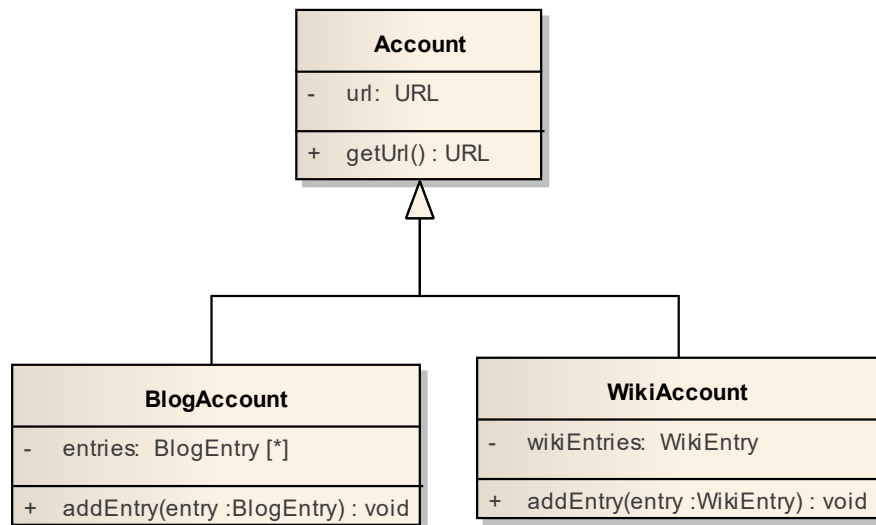 Account
- url: URL
+ getUrl() : URL
BlogAccount
- entries: BlogEntry [*]
+ addEntry(entry :BlogEntry) : void
WikiAccount
- wikiEntries: WikiEntry
+ addEntry(entry :WikiEntry) : void